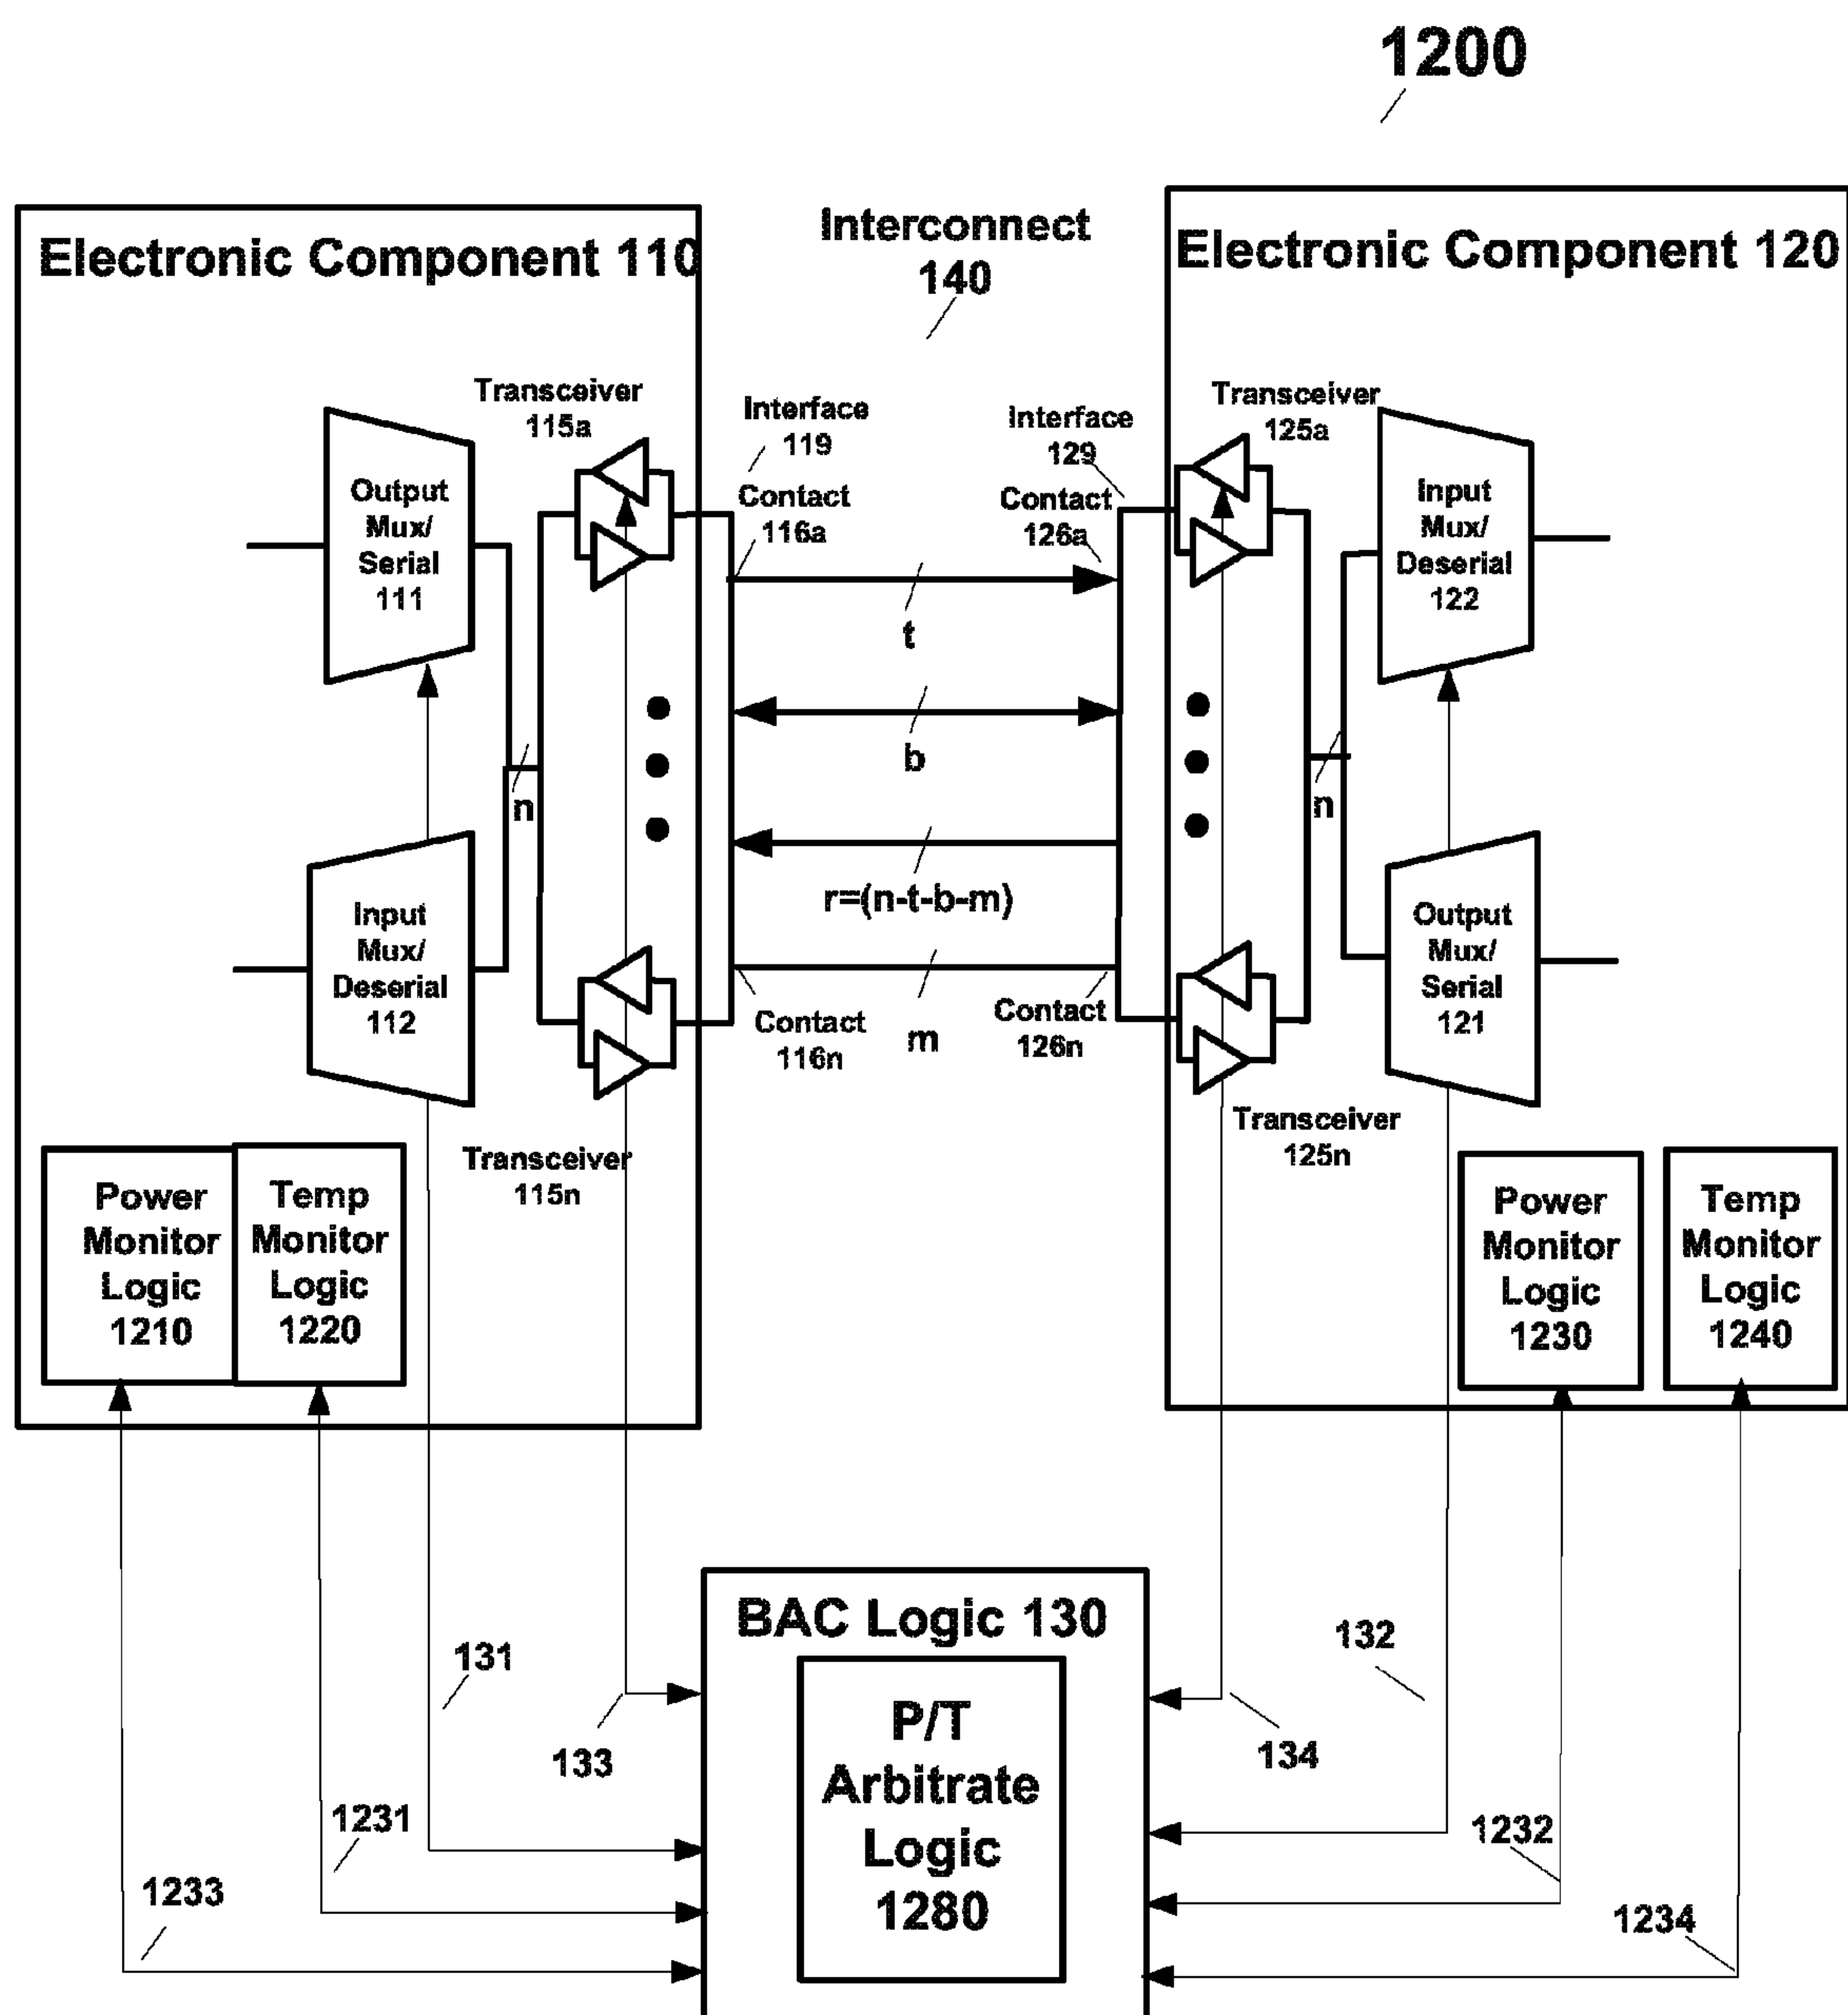 1200
Electronic Component 110
Interconnect
140
Electronic Component 120
Transceiver
115a
Interface
119
Contact
116a
Interface
129
Contact
126a
Transceiver
125a
Output
Mux/
Serial
111
Input
Mux/
Deserial
122
t
b
n
n
r=(n-t-b-m)
Input
Mux/
Deserial
112
Output
Mux/
Serial
121
Contact
116n
m
Contact
126n
Transceiver
115n
Transceiver
125n
Power
Monitor
Logic
1210
Temp
Monitor
Logic
1220
Power
Monitor
Logic
1230
Temp
Monitor
Logic
1240
BAC Logic 130
P/T
Arbitrate
Logic
1280
131
133
1231
1233
132
134
1232
1234